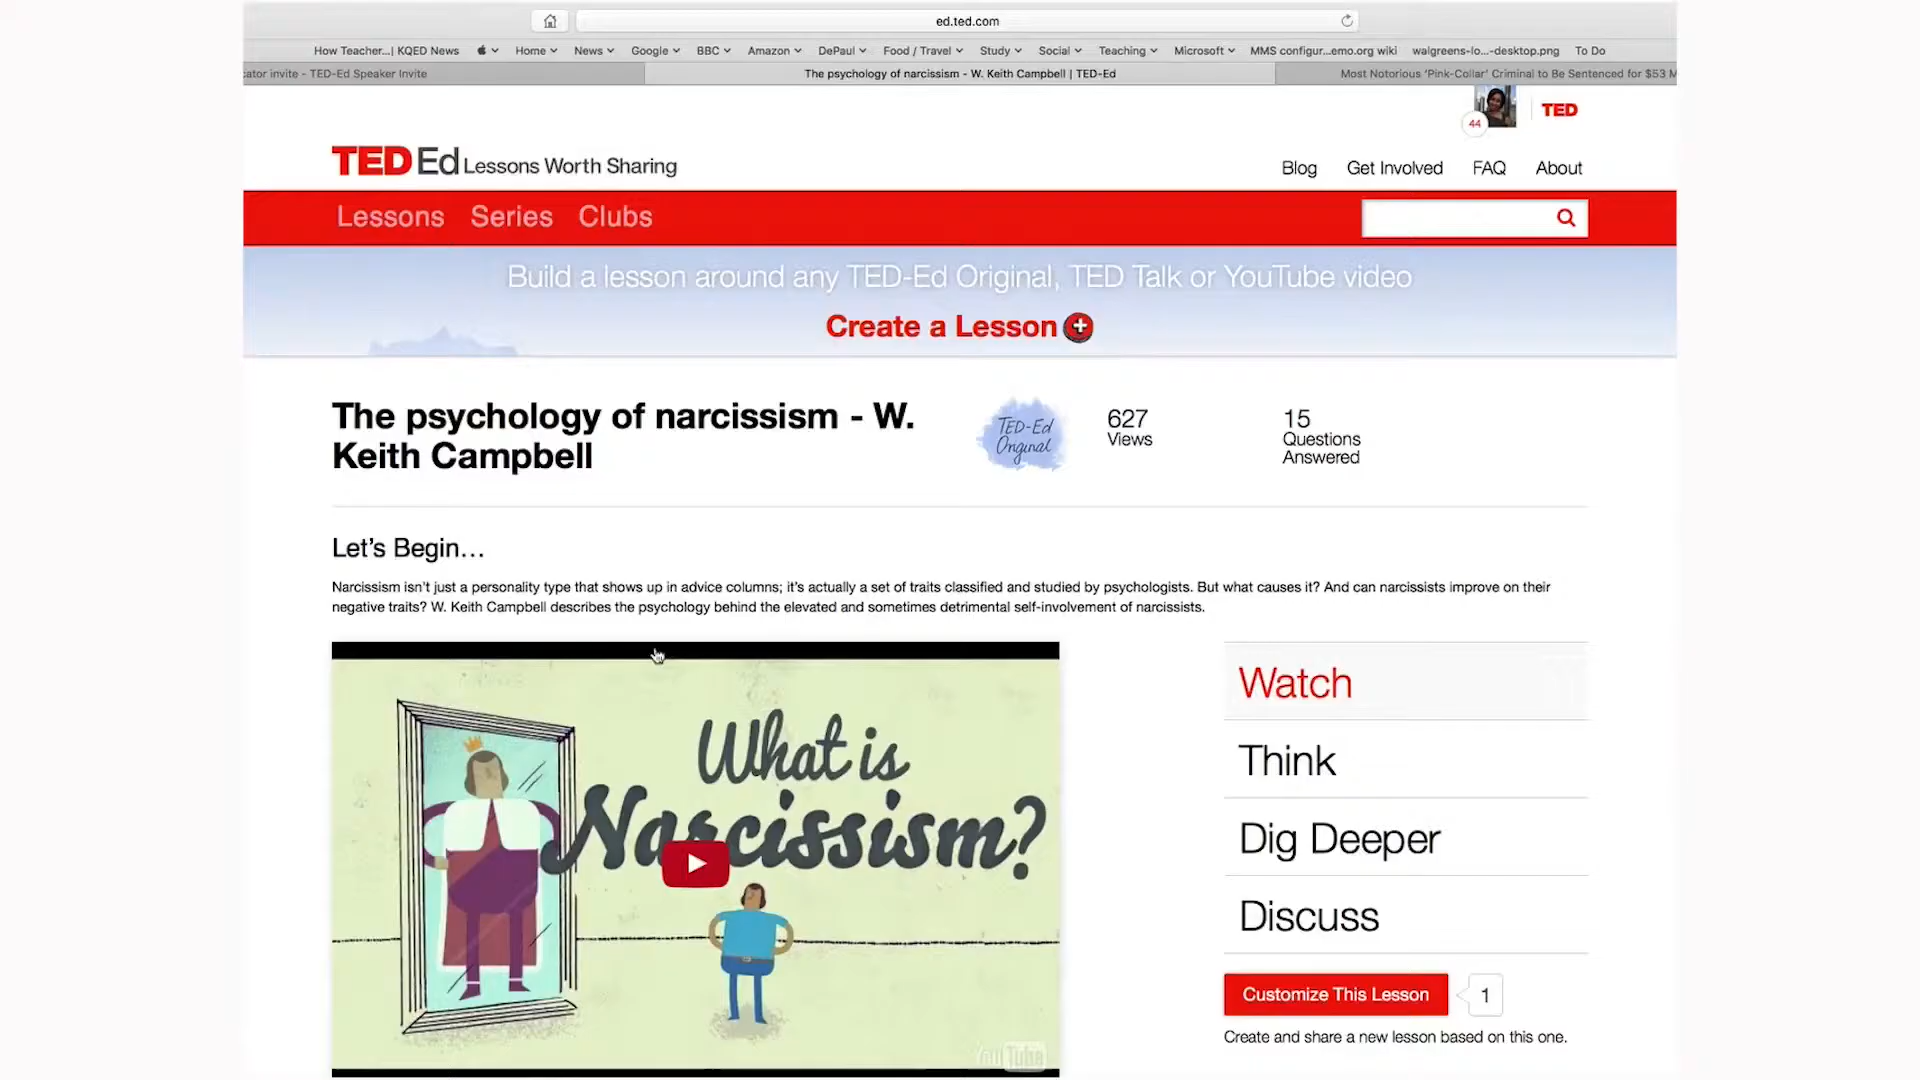 ed.ted.com
How Teacher...| KQED News Home News Google BBC Amazon DePaul Food / Travel Study Social Teaching Microsoft MMS configur...emo.org wiki walgreens-lo...-desktop.png To Do
ator invite - TED-Ed Speaker Invite The psychology of narcissism - W. Keith Campbell | TED-Ed Most Notorious 'Pink-Collar' Criminal to Be Sentenced for $53 M
44 TED
TED Ed Lessons Worth Sharing
Blog Get Involved FAQ About
Lessons Series Clubs
Build a lesson around any TED-Ed Original, TED Talk or YouTube video
Create a Lesson
The psychology of narcissism - W.
Keith Campbell
TED-Ed
Original
627
Views
15
Questions
Answered
Let's Begin...
Narcissism isn't just a personality type that shows up in advice columns; it's actually a set of traits classified and studied by psychologists. But what causes it? And can narcissists improve on their
negative traits? W. Keith Campbell describes the psychology behind the elevated and sometimes detrimental self-involvement of narcissists.
What is
Narcissism?
YouTube
Watch
Think
Dig Deeper
Discuss
Customize This Lesson 1
Create and share a new lesson based on this one.